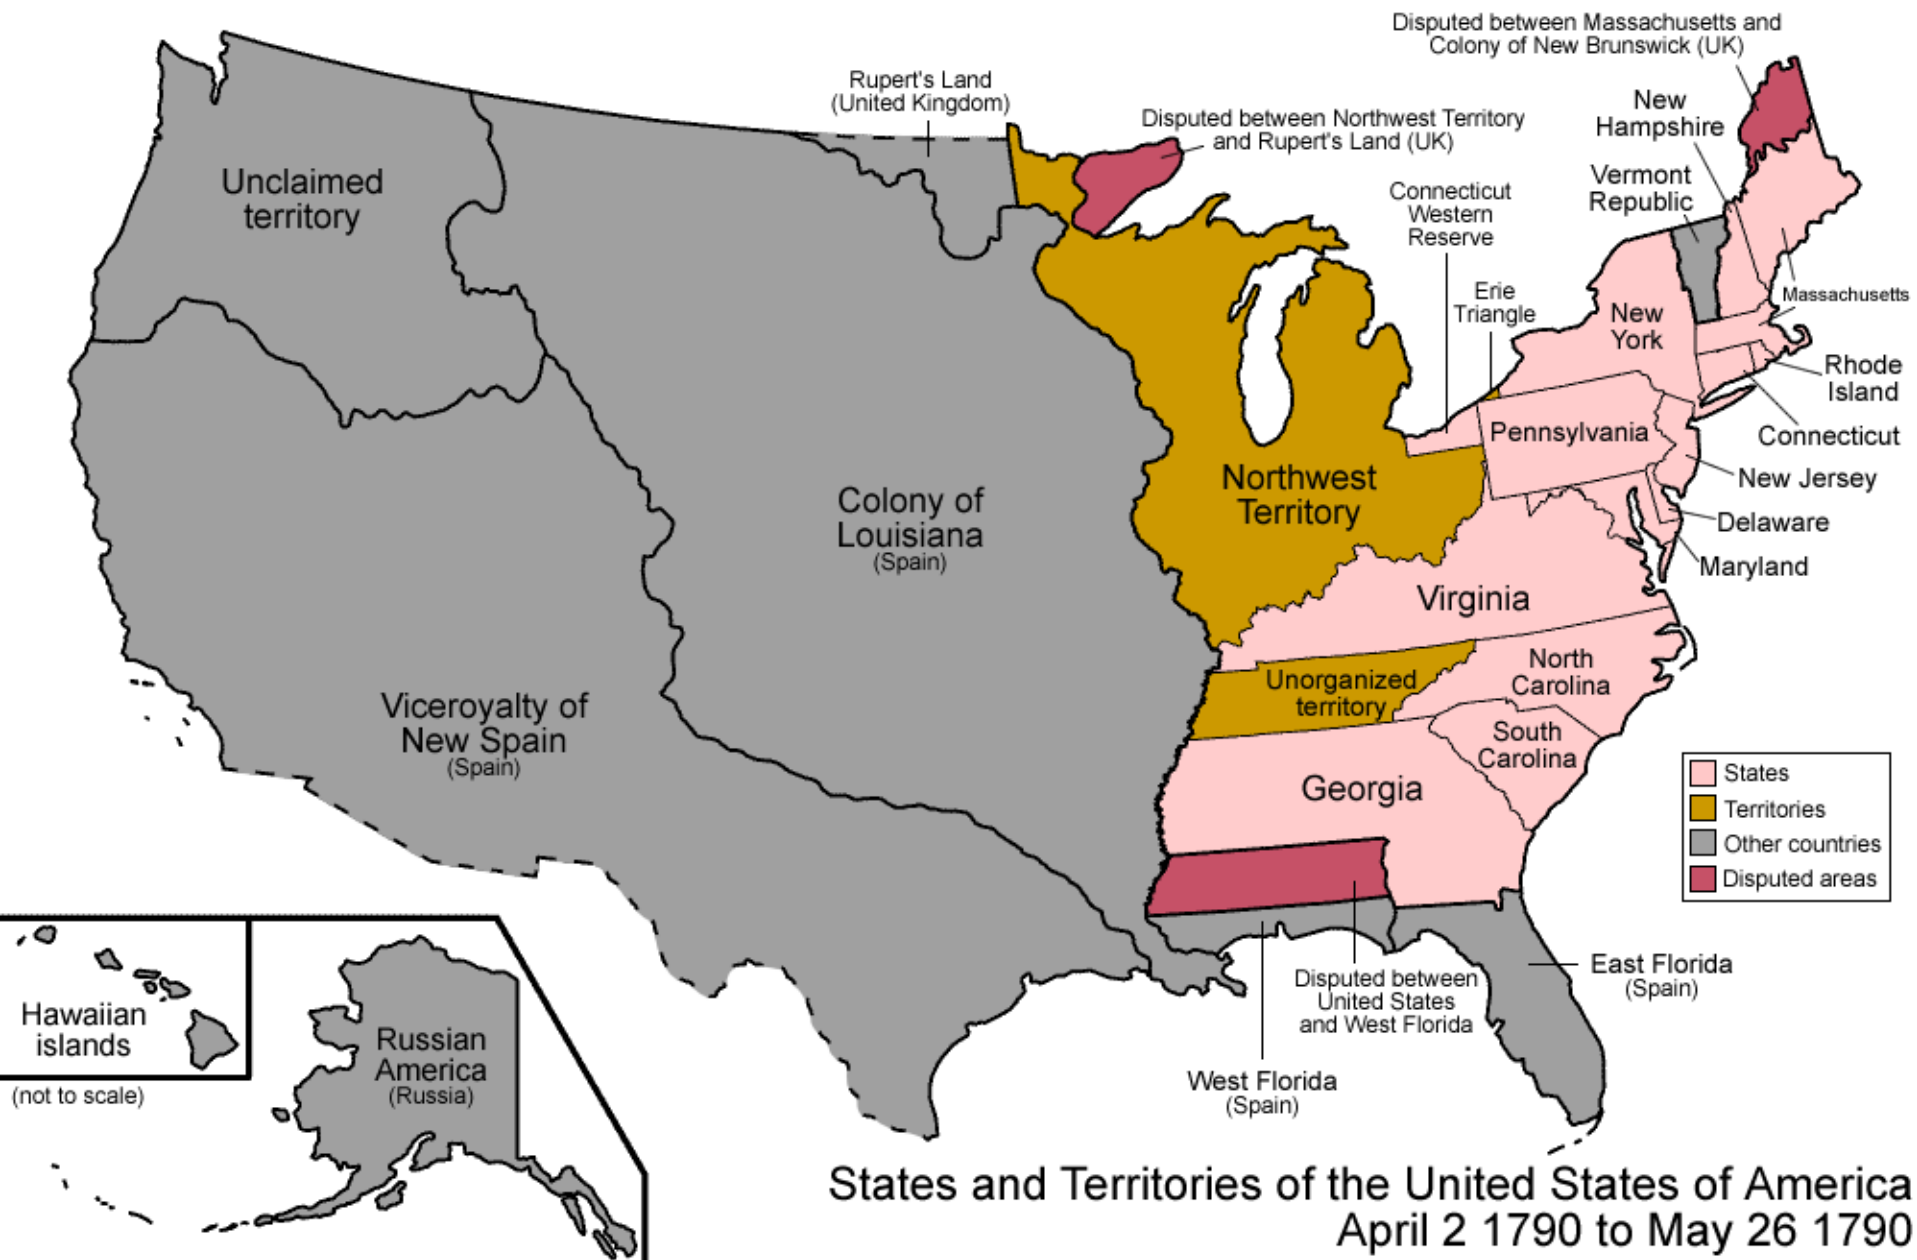 Disputed between Massachusetts and
Colony of New Brunswick (UK)
Rupert's Land
(United Kingdom)
Disputed between Northwest Territory
and Rupert's Land (UK)
New
Hampshire
Vermont
Republic
Connecticut
Western
Reserve
Unclaimed
territory
Erie
Triangle
Massachusetts
New
York
Rhode
Island
Connecticut
Pennsylvania
New Jersey
Northwest
Territory
Delaware
Maryland
Colony of
Louisiana
(Spain)
Virginia
North
Carolina
Unorganized
territory
South
Carolina
Viceroyalty of
New Spain
(Spain)
Georgia
States
Territories
Other countries
Disputed areas
East Florida
(Spain)
Disputed between
United States
and West Florida
West Florida
(Spain)
Hawaiian
islands
(not to scale)
Russian
America
(Russia)
States and Territories of the United States of America
April 2 1790 to May 26 1790